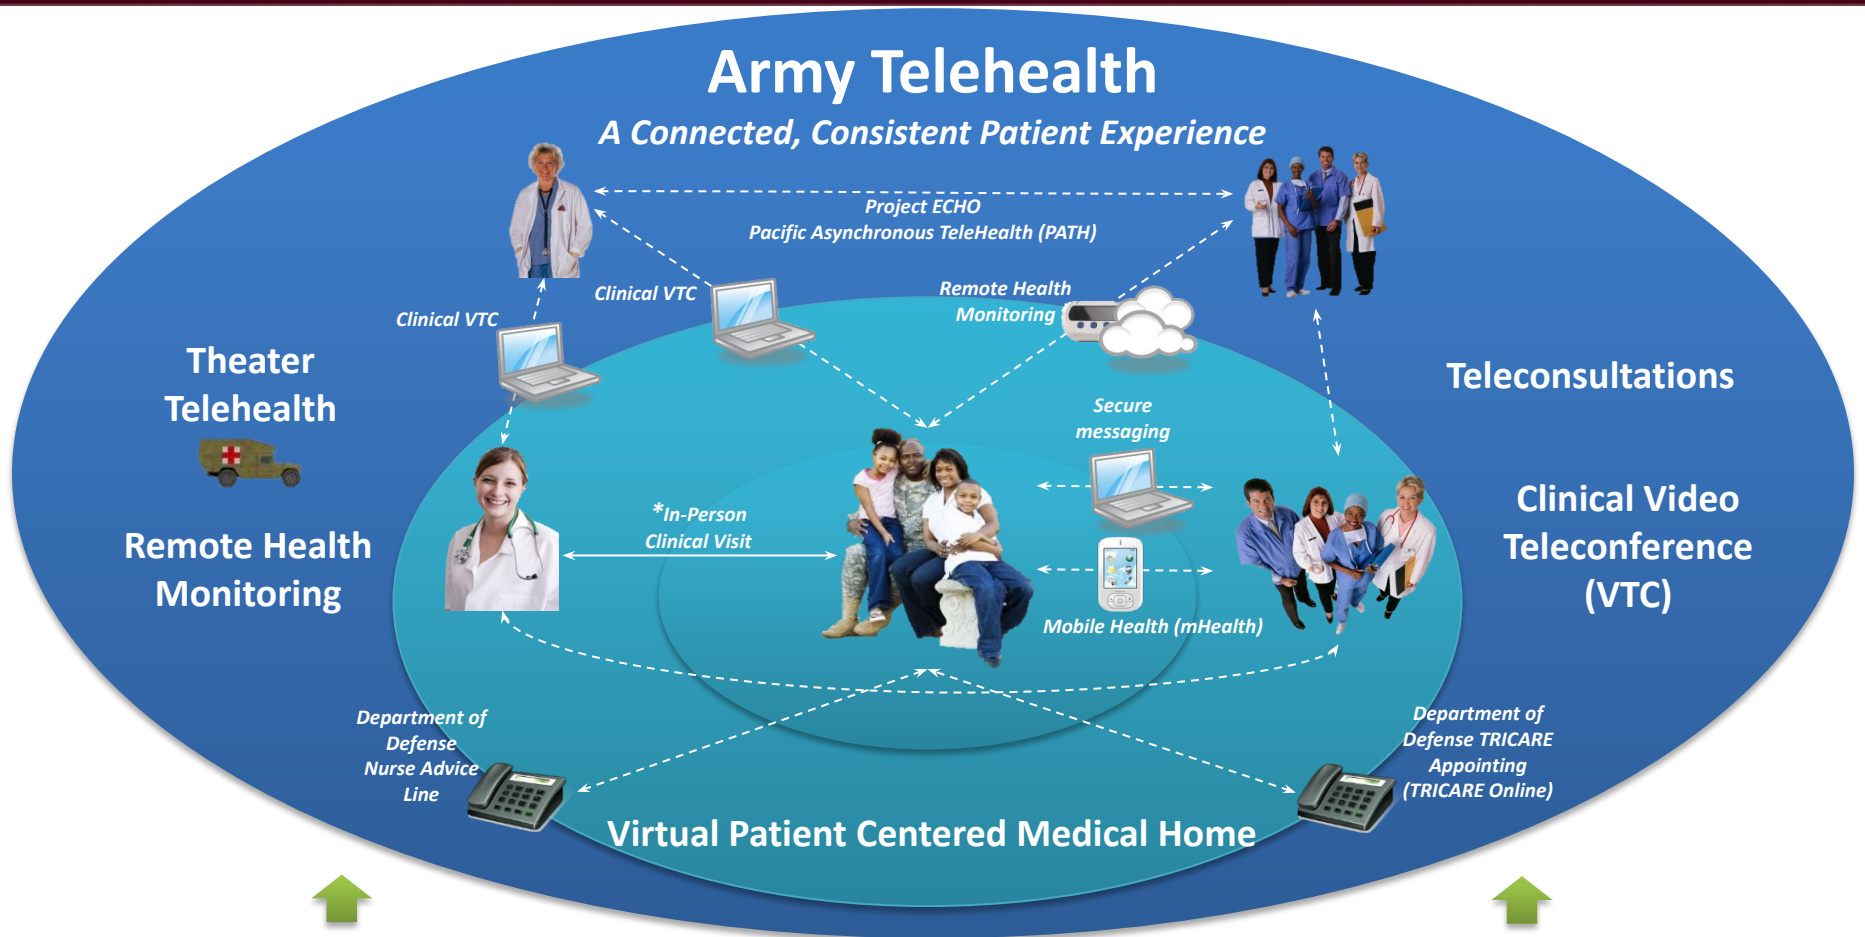 Army Telehealth
A Connected, Consistent Patient Experience
Project ECHO
Pacific Asynchronous TeleHealth (PATH)
Clinical VTC
Clinical VTC
Remote Health
Monitoring
Theater
Telehealth
Remote Health
Monitoring
Teleconsultations
Clinical Video
Teleconference
(VTC)
Secure
messaging
*In-Person
Clinical Visit
Mobile Health (mHealth)
Department of
Defense
Nurse Advice
Line
Department of
Defense TRICARE
Appointing
(TRICARE Online)
Virtual Patient Centered Medical Home